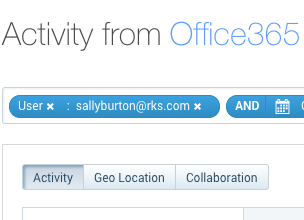 Activity from Office365
User × : sallyburton@rks.com × AND
Activity Geo Location Collaboration